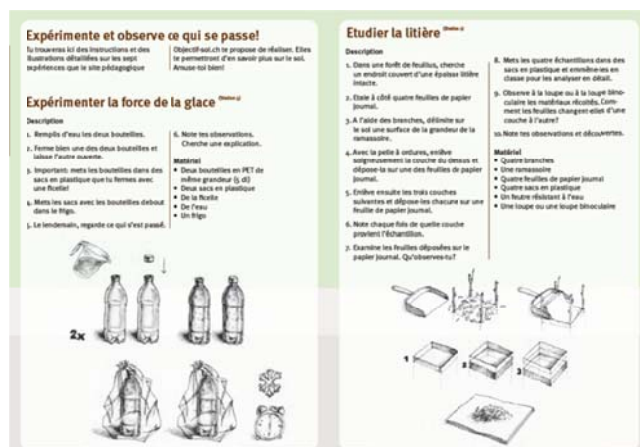 Expérimente et observe ce qui se passe!
Tu trouveras ici des instructions et des
illustrations détaillées sur les sept
expériences que le site pédagogique
Objectif-sol.ch te propose de réaliser. Elles
te permettront d'en savoir plus sur le sol.
Amuse-toi bien!
Expérimenter la force de la glace
Description
1. Remplis d'eau les deux bouteilles.
2. Ferme bien une des deux bouteilles et
laisse l'autre ouverte.
3. Important: mets les bouteilles dans des
sacs en plastique que tu fermes avec
une ficelle!
4. Mets les sacs avec les bouteilles debout
dans le frigo.
5. Le lendemain, regarde ce qui s'est passé.
6. Note tes observations.
Cherche une explication.
Matériel
• Deux bouteilles en PET de
même grandeur (5 dl)
• Deux sacs en plastique
• De la ficelle
• De l'eau
• Un frigo
2x
Etudier la litière
Description
1. Dans une forêt de feuillus, cherche
un endroit couvert d'une épaisse litière
intacte.
2. Etale à côté quatre feuilles de papier
journal.
3. A l'aide des branches, délimite sur
le sol une surface de la grandeur de la
ramassoire.
4. Avec la pelle à ordures, enlève
soigneusement la couche du dessus et
dépose-la sur une des feuilles de papier
journal.
5. Enlève ensuite les trois couches
suivantes et dépose-les chacune sur une
feuille de papier journal.
6. Note chaque fois de quelle couche
provient l'échantillon.
7. Examine les feuilles déposées sur le
papier journal. Qu'observes-tu?
8. Mets les quatre échantillons dans des
sacs en plastique et emmène-les en
classe pour les analyser en détail.
9. Observe à la loupe ou à la loupe bino-
culaire les matériaux récoltés. Com-
ment les feuilles changent-elles d'une
couche à l'autre?
10. Note tes observations et découvertes.
Matériel
• Quatre branches
• Une ramassoire
• Quatre feuilles de papier journal
• Quatre sacs en plastique
• Un feutre résistant à l'eau
• Une loupe ou une loupe binoculaire
1
2
3